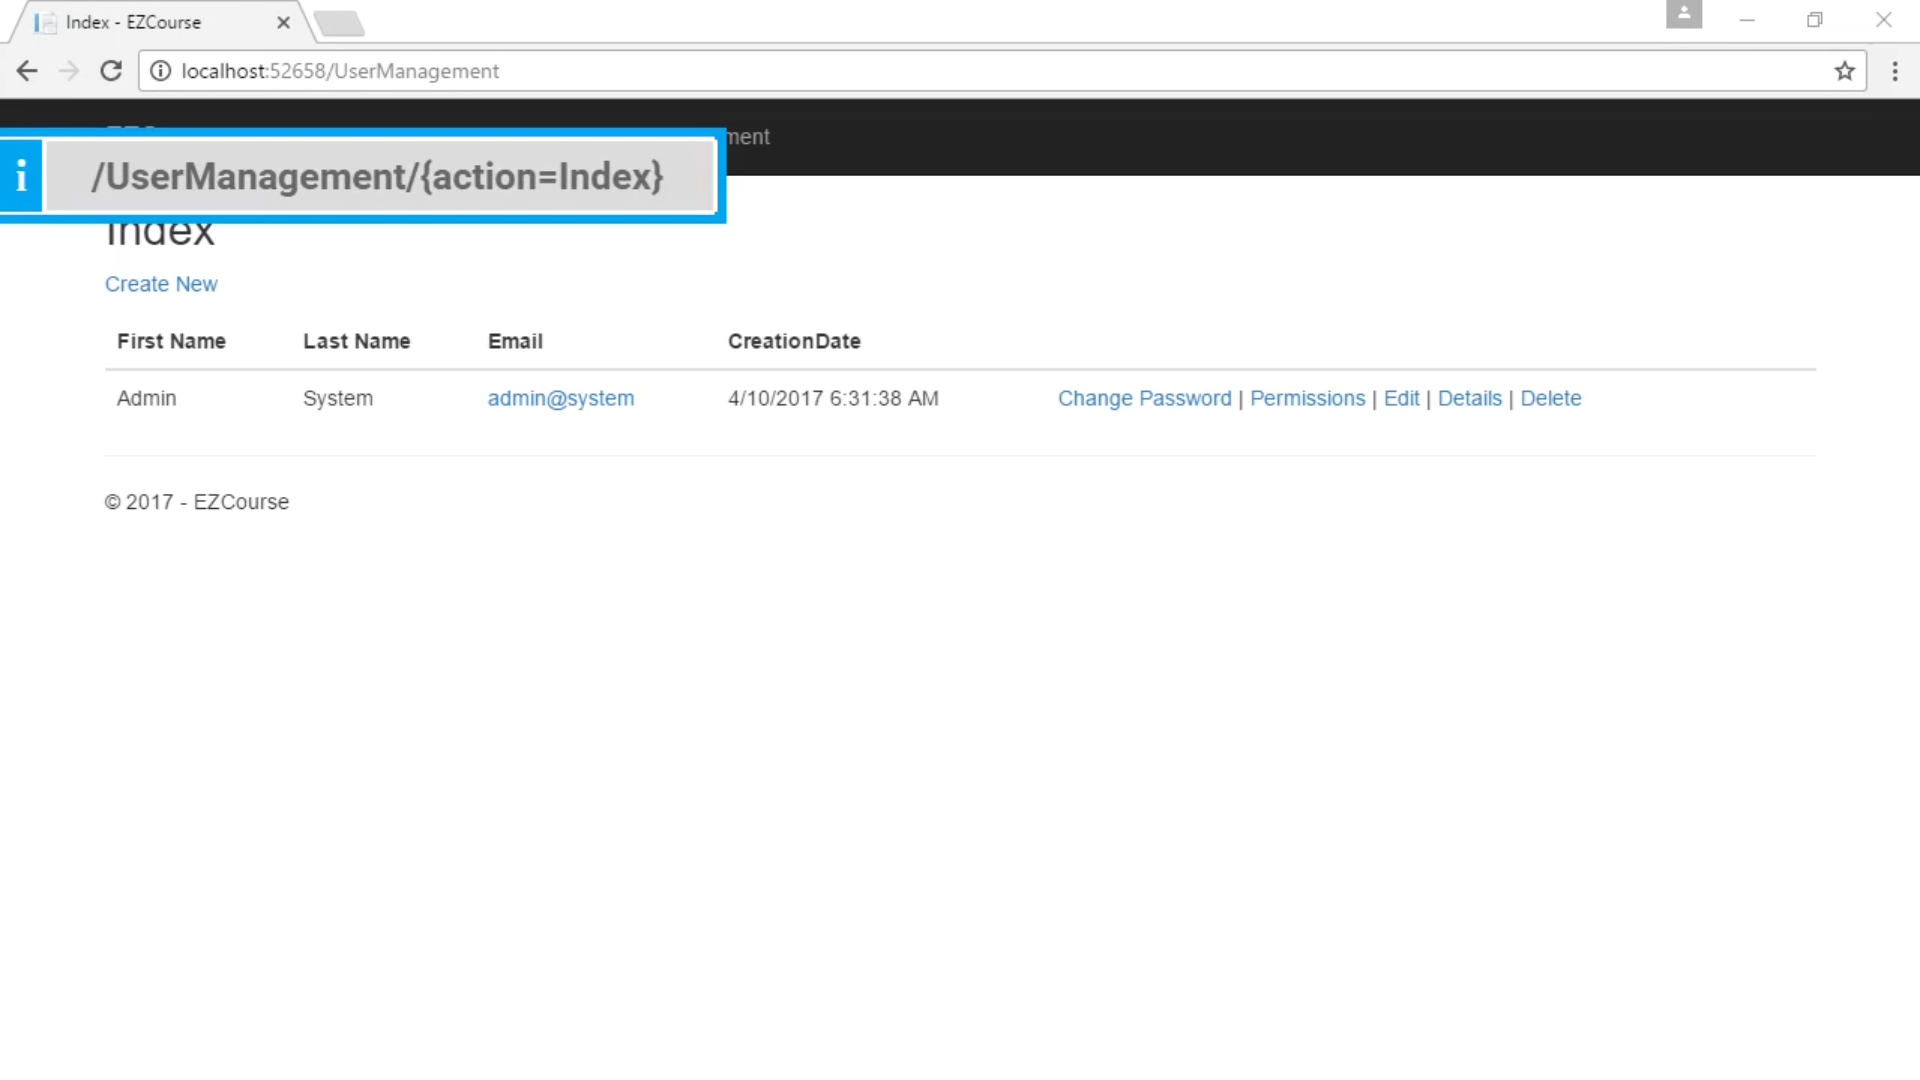 Index - EZCourse
localhost:52658/UserManagement
ment
i /UserManagement/{action=Index}
Index
Create New
First Name Last Name Email CreationDate
Admin System admin@system 4/10/2017 6:31:38 AM Change Password | Permissions | Edit | Details | Delete
© 2017 - EZCourse